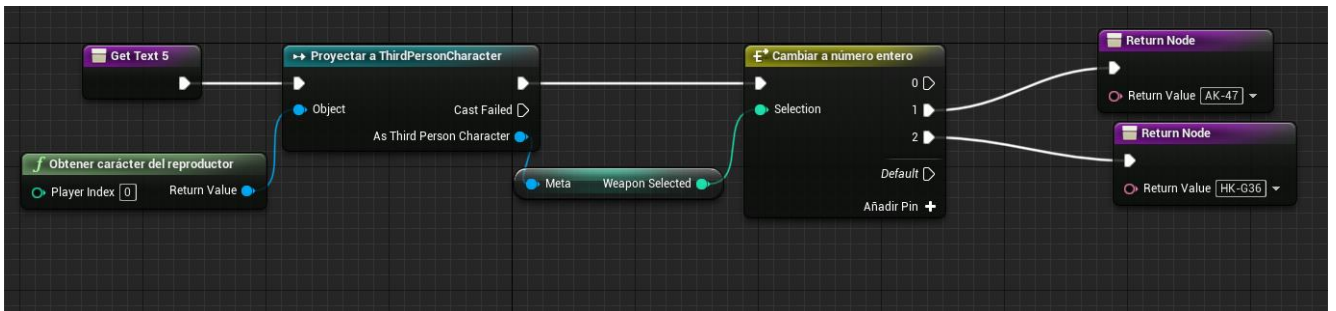 Get Text 5
Proyectar a ThirdPersonCharacter
Object
Cast Failed
As Third Person Character
Obtener carácter del reproductor
Player Index 0
Return Value
Meta
Weapon Selected
Cambiar a número entero
Selection
0
1
2
Default
Añadir Pin
Return Node
Return Value AK-47
Return Node
Return Value HK-G36